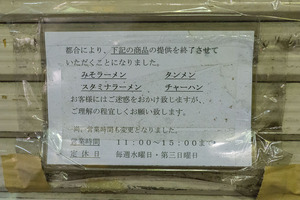 都合により、下記の商品の提供を終了させて
いただくことになりました。
みそラーメン　タンメン
スタミナラーメン　チャーハン
お客様にはご迷惑をおかけ致しますが、
ご理解の程宜しくお願い致します。
尚、営業時間も変更となりました。
営業時間　11:00~15:00まで
定休日　毎週水曜日・第三日曜日